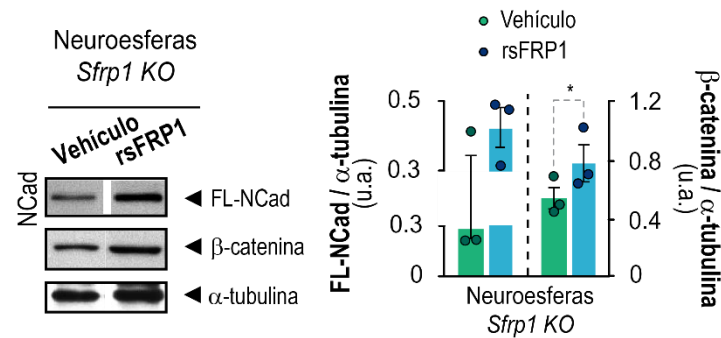 Neuroesferas
Sfrp1 KO
Vehículo
rsFRP1
NCad
◄ FL-NCad
◄ β-catenina
◄ α-tubulina
Vehículo
rsFRP1
FL-NCad / α-tubulina
(u.a.)
0.5
0.3
0.3
0
*
1.2
0.8
0.4
0
β-catenina / α-tubulina
(u.a.)
Neuroesferas
Sfrp1 KO